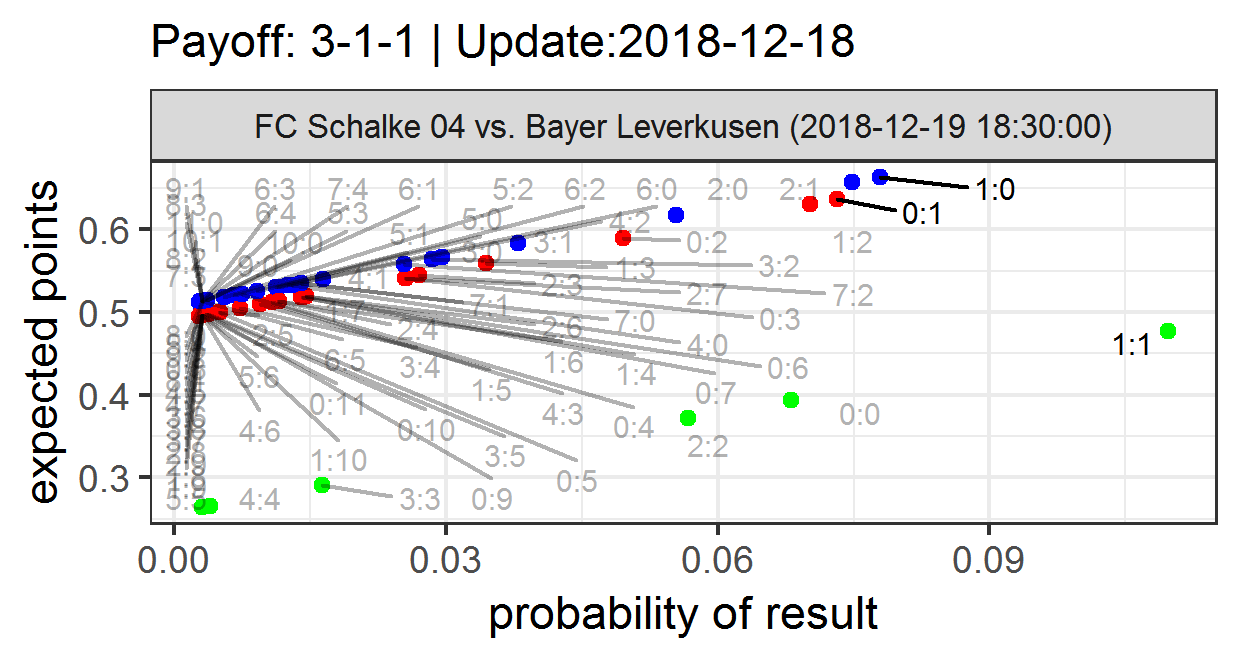 Payoff: 3-1-1 | Update:2018-12-18
FC Schalke 04 vs. Bayer Leverkusen (2018-12-19 18:30:00)
expected points
0.6
0.5
0.4
0.3
9:1 6:3 7:4 6:1 5:2 6:2 6:0 2:0 2:1 1:0
8:3 6:4 5:3 5:0 4:2 0:1
10:1 10:0 5:1 3:0 3:1 0:2 1:2
9:0 4:1 1:3 3:2
7:1 2:3 2:7 7:2
1:7 2:4 2:6 7:0 0:3
2:5 4:0 1:1
6:5 3:4 1:6 1:4 0:6
5:6 0:11 1:5 0:7
4:6 0:10 4:3 0:4 0:0
1:10 3:5 2:2
0:5
4:4 3:3 0:9
0.00 0.03 0.06 0.09
probability of result